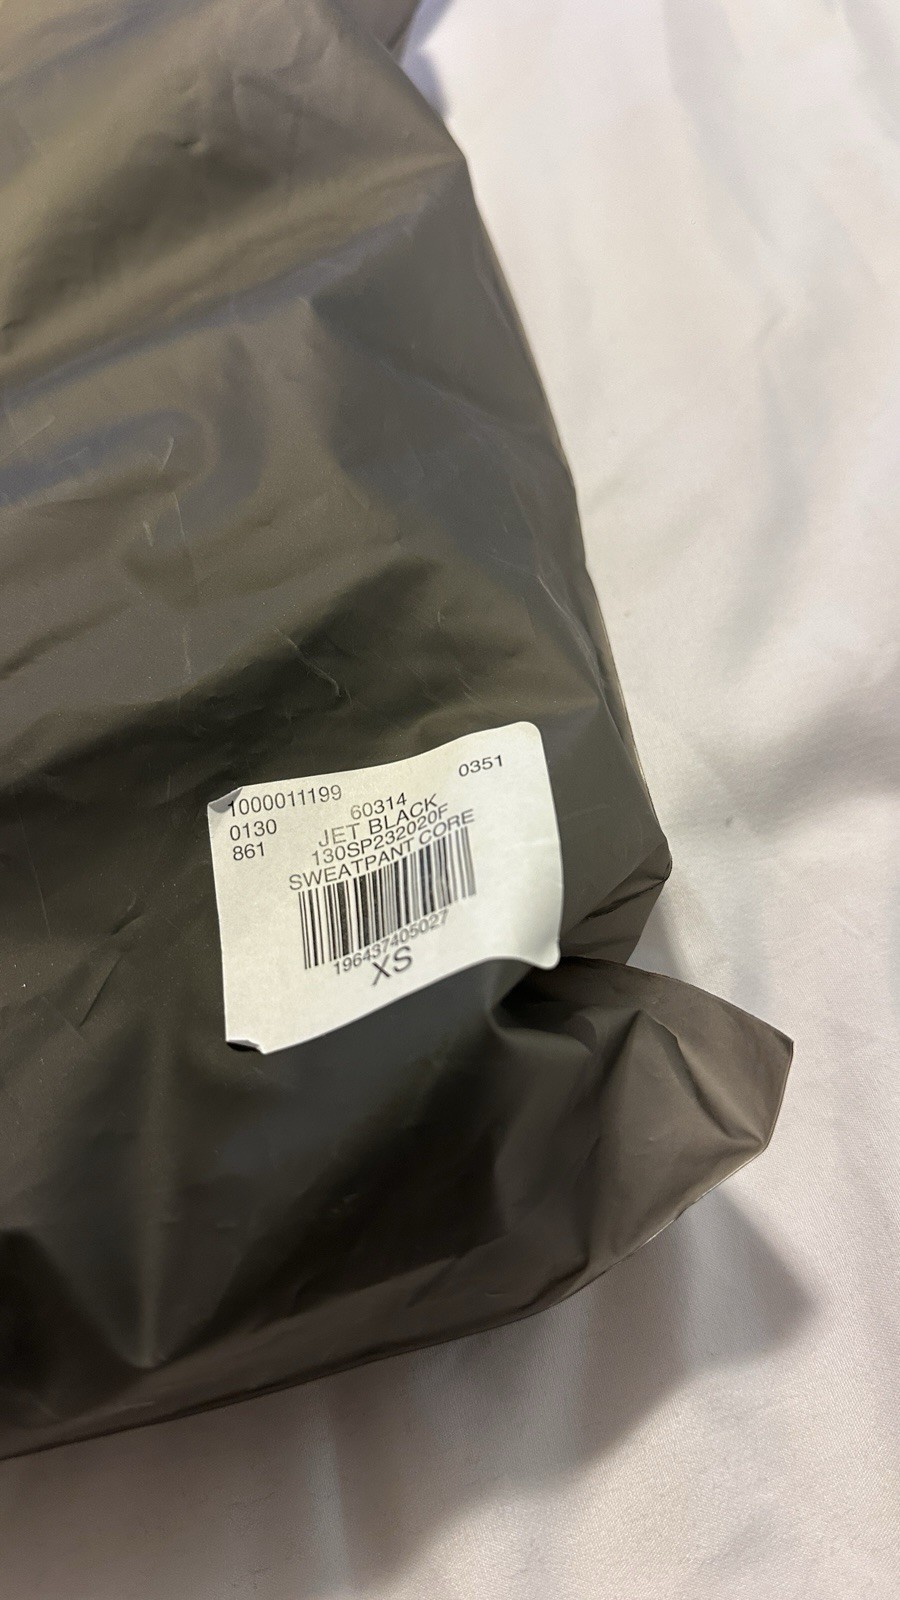 1000011199 0351
0130 60314
861 JET BLACK
130SP232020F
SWEATPANT CORE
196437405027
XS